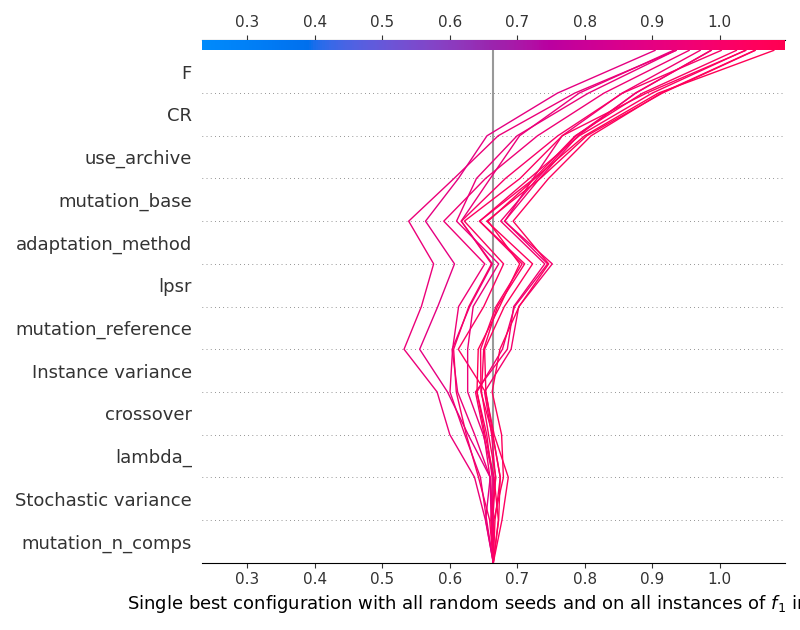 0.3 0.4 0.5 0.6 0.7 0.8 0.9 1.0
F
CR
use_archive
mutation_base
adaptation_method
lpsr
mutation_reference
Instance variance
crossover
lambda_
Stochastic variance
mutation_n_comps
0.3 0.4 0.5 0.6 0.7 0.8 0.9 1.0
Single best configuration with all random seeds and on all instances of f₁